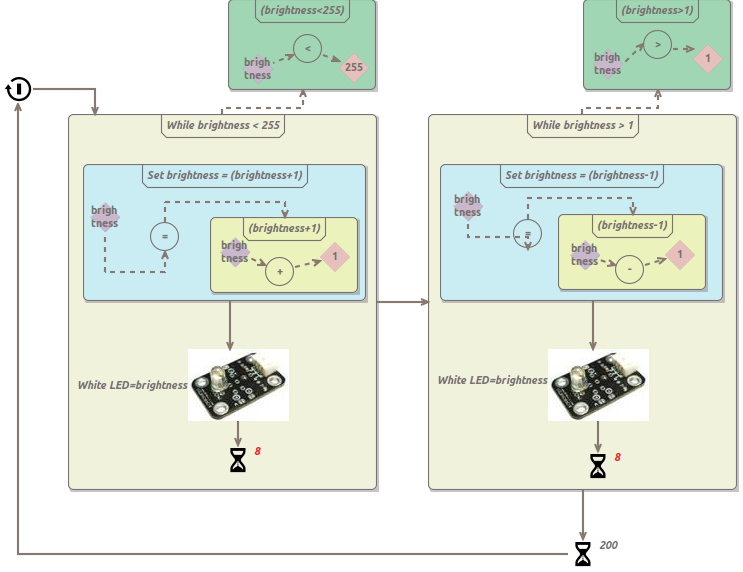 (brightness<255)
brigh
tness
<
255
(brightness>1)
brigh
tness
>
1
While brightness < 255
Set brightness = (brightness+1)
brigh
tness
=
(brightness+1)
brigh
tness
+
1
White LED=brightness
8
While brightness > 1
Set brightness = (brightness-1)
brigh
tness
=
(brightness-1)
brigh
tness
-
1
White LED=brightness
8
200